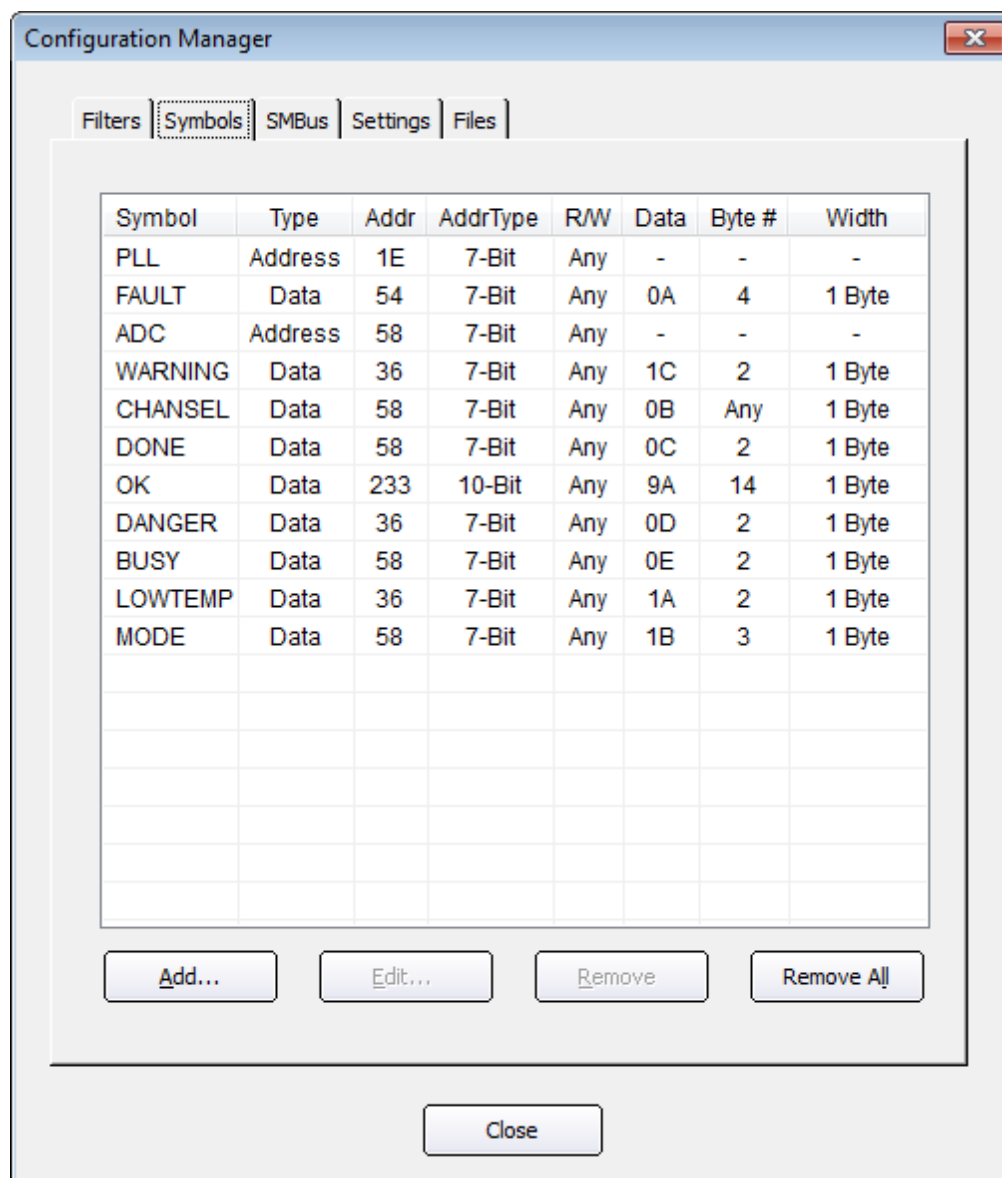 Configuration Manager
Filters Symbols SMBus Settings Files
Symbol Type Addr AddrType R/W Data Byte # Width
PLL Address 1E 7-Bit Any - - -
FAULT Data 54 7-Bit Any 0A 4 1 Byte
ADC Address 58 7-Bit Any - - -
WARNING Data 36 7-Bit Any 1C 2 1 Byte
CHANSEL Data 58 7-Bit Any 0B Any 1 Byte
DONE Data 58 7-Bit Any 0C 2 1 Byte
OK Data 233 10-Bit Any 9A 14 1 Byte
DANGER Data 36 7-Bit Any 0D 2 1 Byte
BUSY Data 58 7-Bit Any 0E 2 1 Byte
LOWTEMP Data 36 7-Bit Any 1A 2 1 Byte
MODE Data 58 7-Bit Any 1B 3 1 Byte
Add... Edit... Remove Remove All
Close